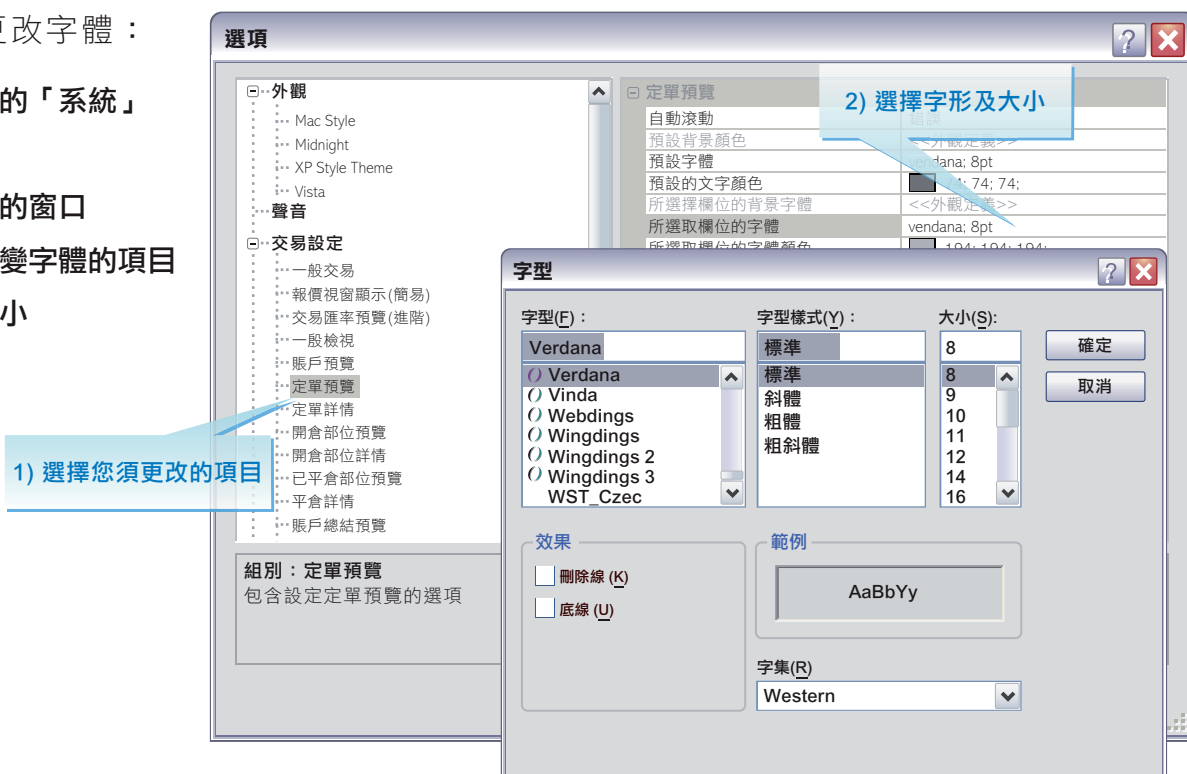 更改字體：
的「系統」
的窗口
變字體的項目
小
選項
外觀
Mac Style
Midnight
XP Style Theme
Vista
聲音
交易設定
一般交易
報價視窗顯示(簡易)
交易匯率預覽(進階)
一般檢視
賬戶預覽
定單預覽
定單詳情
開倉部位預覽
開倉部位詳情
已平倉部位預覽
平倉詳情
賬戶總結預覽
1) 選擇您須更改的項目
組別：定單預覽
包含設定定單預覽的選項
定單預覽
2) 選擇字形及大小
自動滾動 錯誤
預設背景顏色 <<外觀定義>>
預設字體 vendana; 8pt
預設的文字顏色 74; 74;
所選擇欄位的背景字體 <<外觀定義>>
所選取欄位的字體 vendana; 8pt
所選取欄位的字體顏色 194; 194; 194;
字型
字型(F)：
Verdana
Verdana
Vinda
Webdings
Wingdings
Wingdings 2
Wingdings 3
WST_Czec
字型樣式(Y)：
標準
標準
斜體
粗體
粗斜體
大小(S):
8
8
9
10
11
12
14
16
確定
取消
效果
刪除線 (K)
底線 (U)
範例
AaBbYy
字集(R)
Western